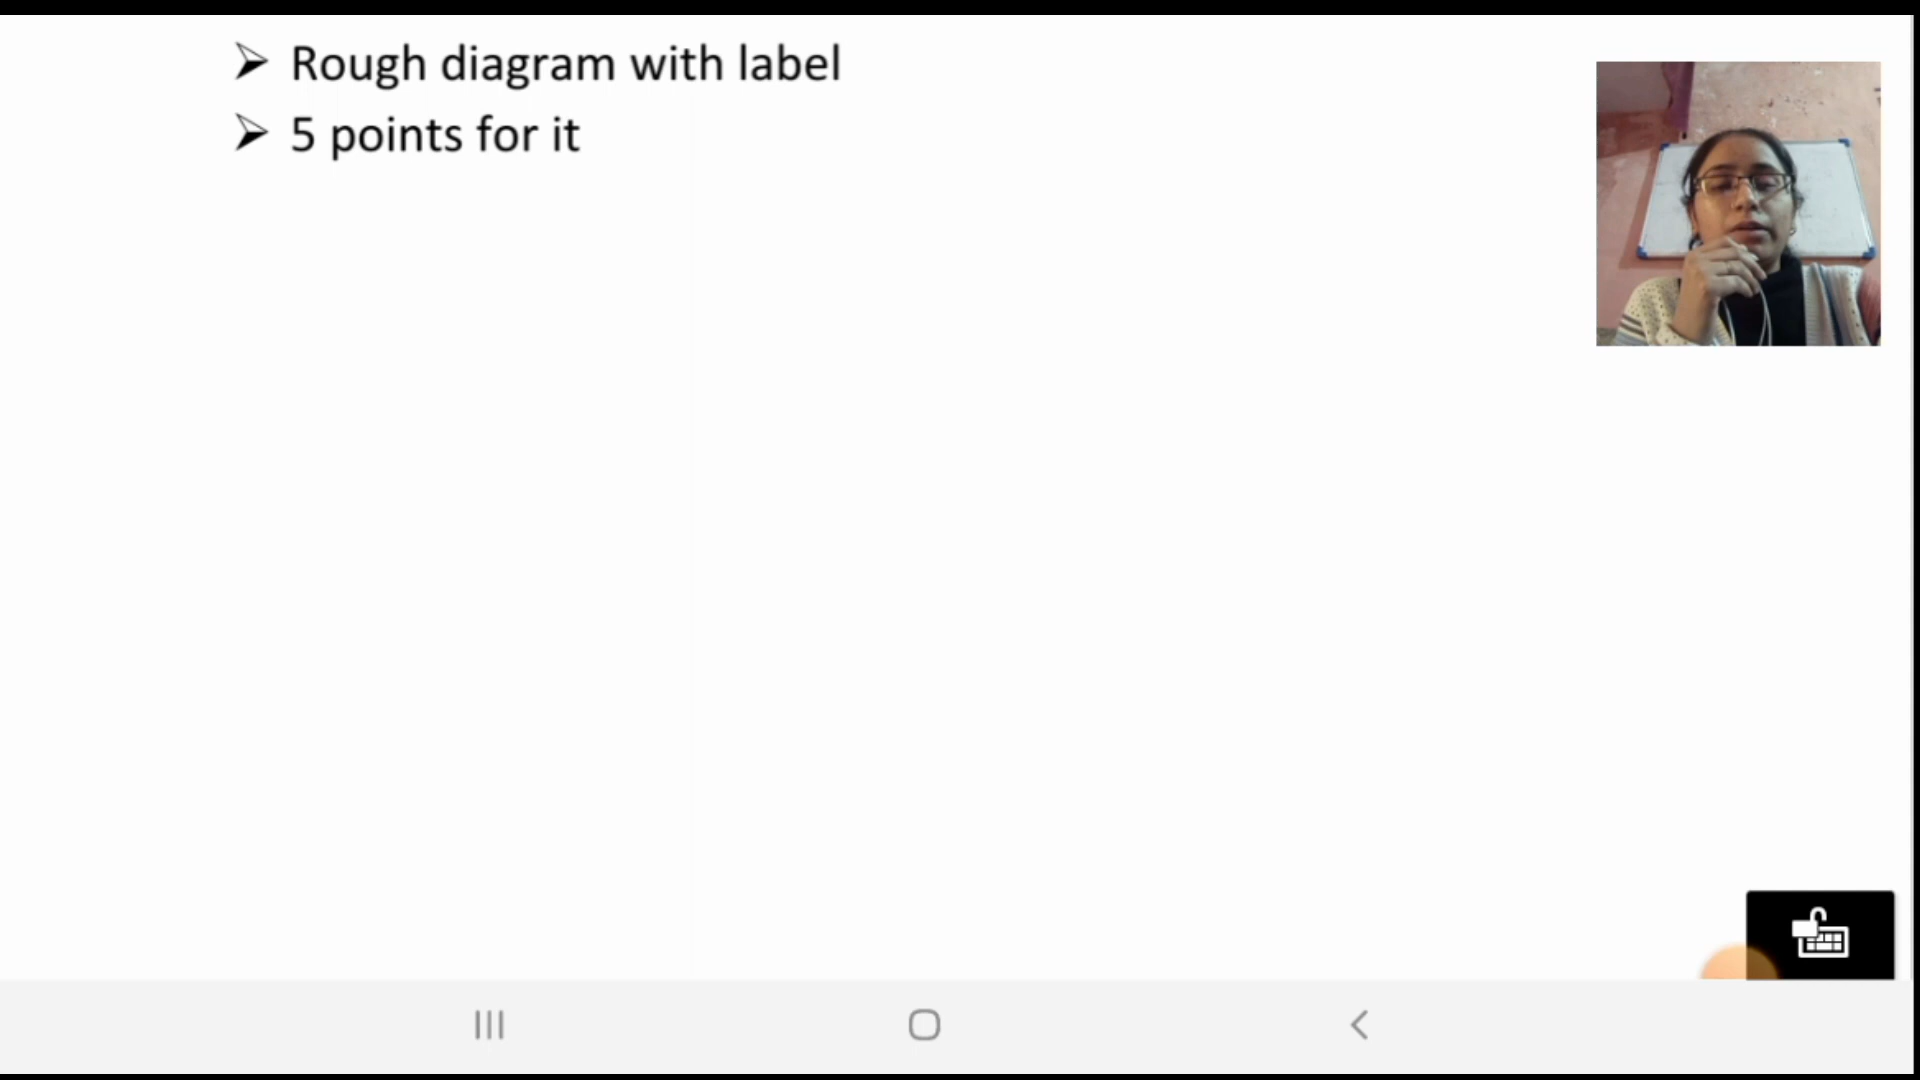 ➢ Rough diagram with label
➢ 5 points for it